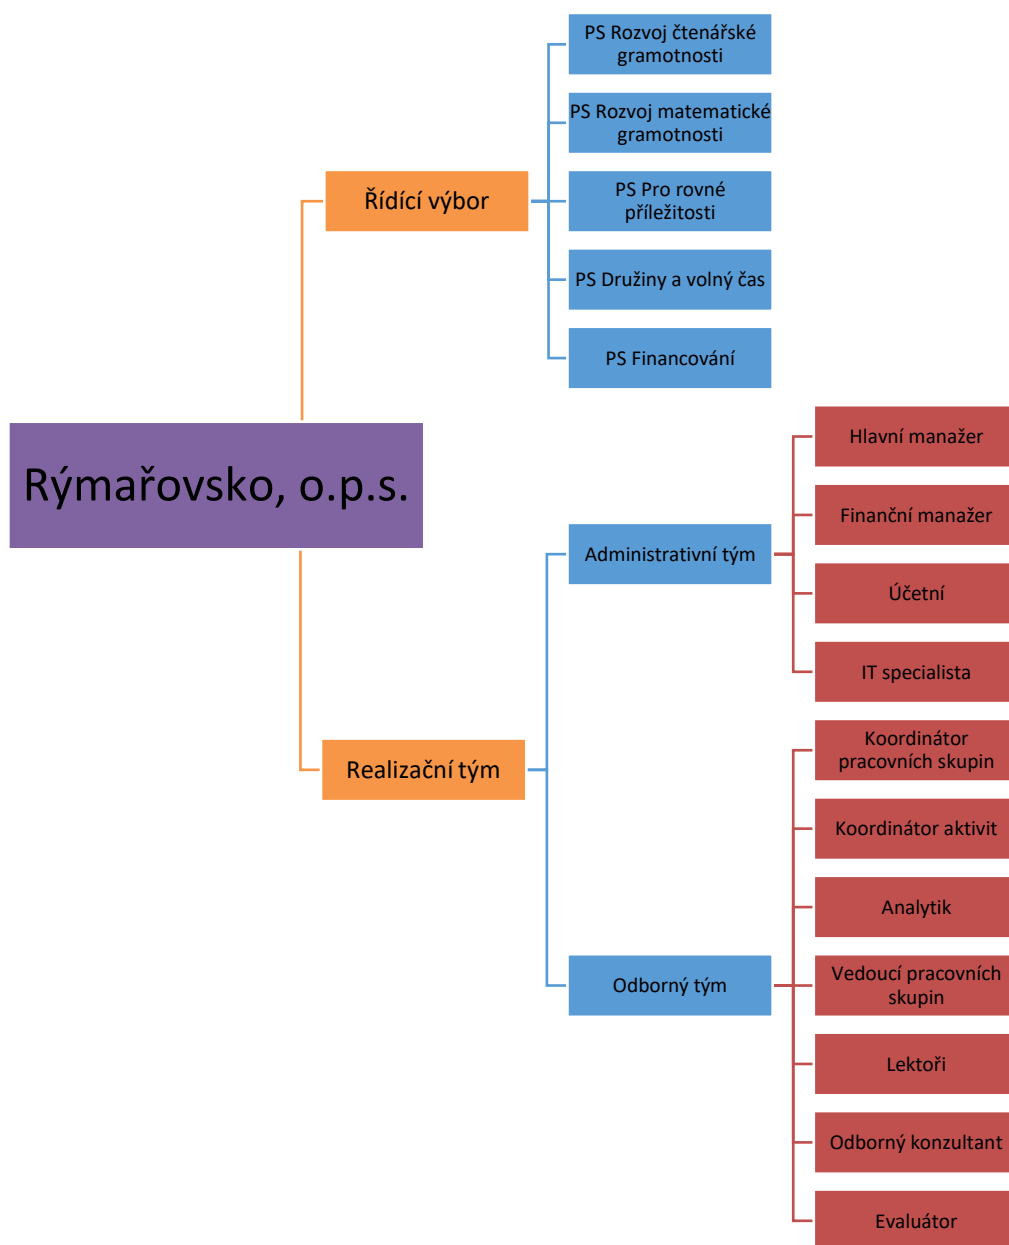 PS Rozvoj čtenářské
gramotnosti
PS Rozvoj matematické
gramotnosti
Řídící výbor
PS Pro rovné
příležitosti
PS Družiny a volný čas
PS Financování
Rýmařovsko, o.p.s.
Hlavní manažer
Finanční manažer
Administrativní tým
Účetní
IT specialista
Realizační tým
Koordinátor
pracovních skupin
Koordinátor aktivit
Analytik
Odborný tým
Vedoucí pracovních
skupin
Lektoři
Odborný konzultant
Evaluátor